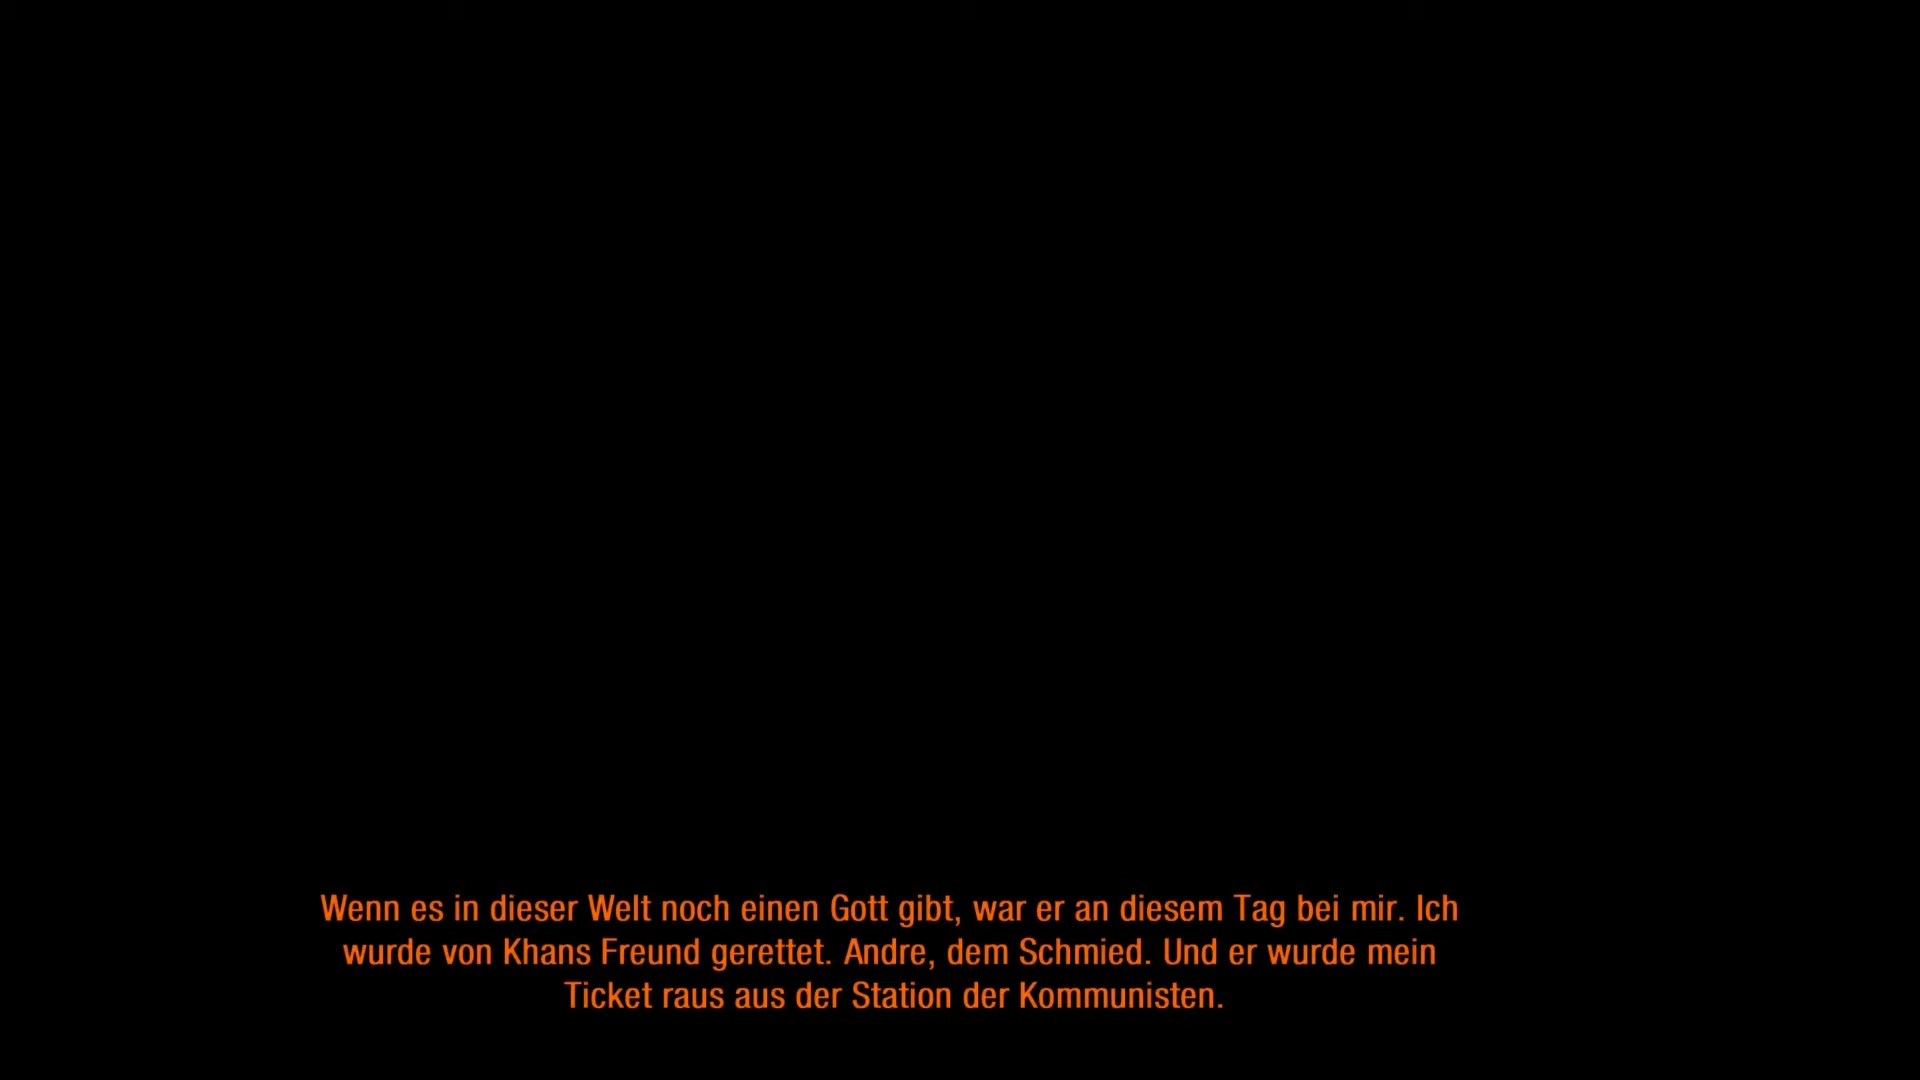 Wenn es in dieser Welt noch einen Gott gibt, war er an diesem Tag bei mir. Ich
wurde von Khans Freund gerettet. Andre, dem Schmied. Und er wurde mein
Ticket raus aus der Station der Kommunisten.